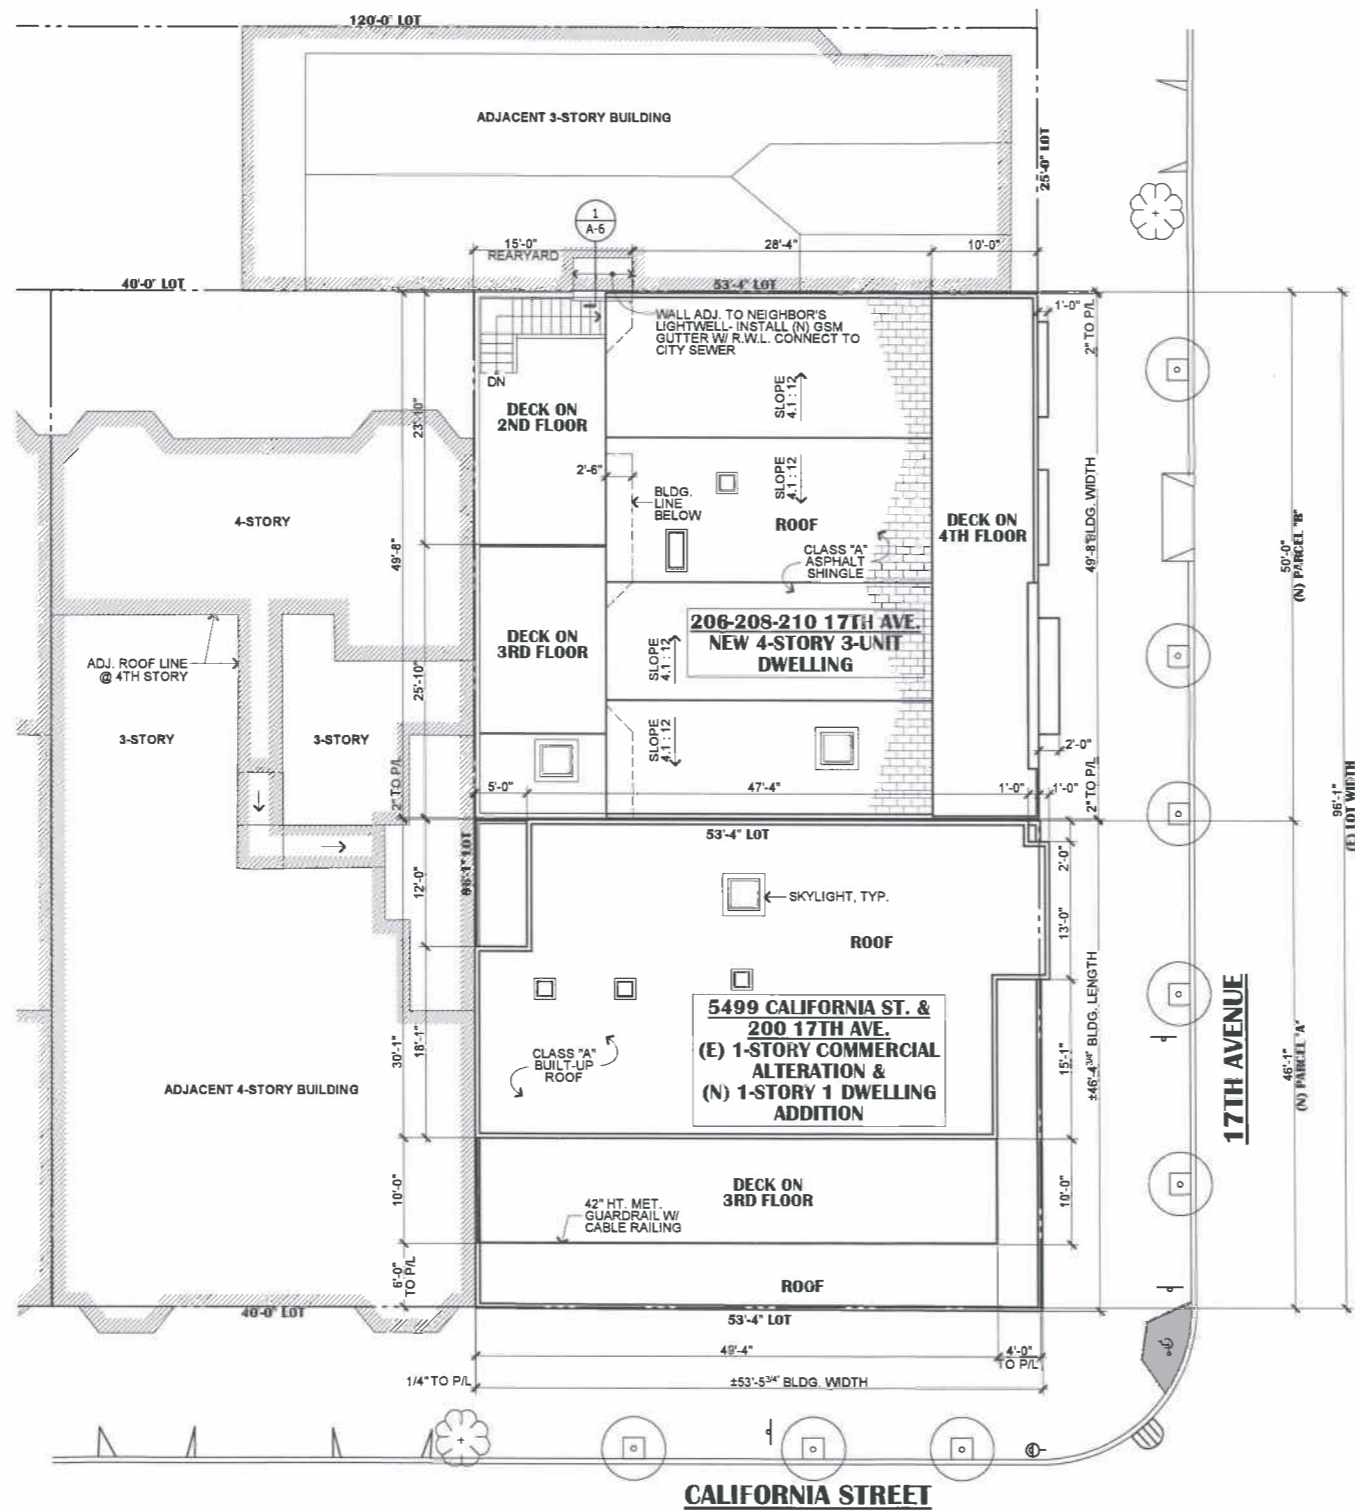 120'-0" LOT
ADJACENT 3-STORY BUILDING
25'-0" LOT
1
A-6
15'-0"
REARYARD
28'-4"
10'-0"
40'-0" LOT
53'-4" LOT
1'-0"
2" TO P/L
WALL ADJ. TO NEIGHBOR'S
LIGHTWELL- INSTALL (N) GSM
GUTTER W/ R.W.L. CONNECT TO
CITY SEWER
DN
DECK ON
2ND FLOOR
23'-10"
SLOPE
4.1 : 12
2'-6"
BLDG.
LINE
BELOW
SLOPE
4.1 : 12
ROOF
DECK ON
4TH FLOOR
4-STORY
49'-8"
49'-8" BLDG. WIDTH
50'-0"
(N) PARCEL "B"
CLASS "A"
ASPHALT
SHINGLE
206-208-210 17TH AVE.
NEW 4-STORY 3-UNIT
DWELLING
DECK ON
3RD FLOOR
SLOPE
4.1 : 12
ADJ. ROOF LINE
@ 4TH STORY
25'-10"
3-STORY
3-STORY
SLOPE
4.1 : 12
2'-0"
2" TO P/L
5'-0"
47'-4"
1'-0"
1'-0"
2" TO P/L
96'-1"
(E) LOT WIDTH
53'-4" LOT
96'-1" LOT
12'-0"
2'-0"
SKYLIGHT, TYP.
ROOF
13'-0"
5499 CALIFORNIA ST. &
200 17TH AVE.
(E) 1-STORY COMMERCIAL
ALTERATION &
(N) 1-STORY 1 DWELLING
ADDITION
CLASS "A"
BUILT-UP
ROOF
30'-1"
18'-1"
15'-1"
±46'-4 3/4" BLDG. LENGTH
46'-1"
(N) PARCEL "A"
17TH AVENUE
ADJACENT 4-STORY BUILDING
DECK ON
3RD FLOOR
10'-0"
10'-0"
42" HT. MET.
GUARDRAIL W/
CABLE RAILING
6'-0"
TO P/L
ROOF
40'-0" LOT
53'-4" LOT
49'-4"
4'-0"
TO P/L
1/4" TO P/L
±53'-5 3/4" BLDG. WIDTH
CALIFORNIA STREET